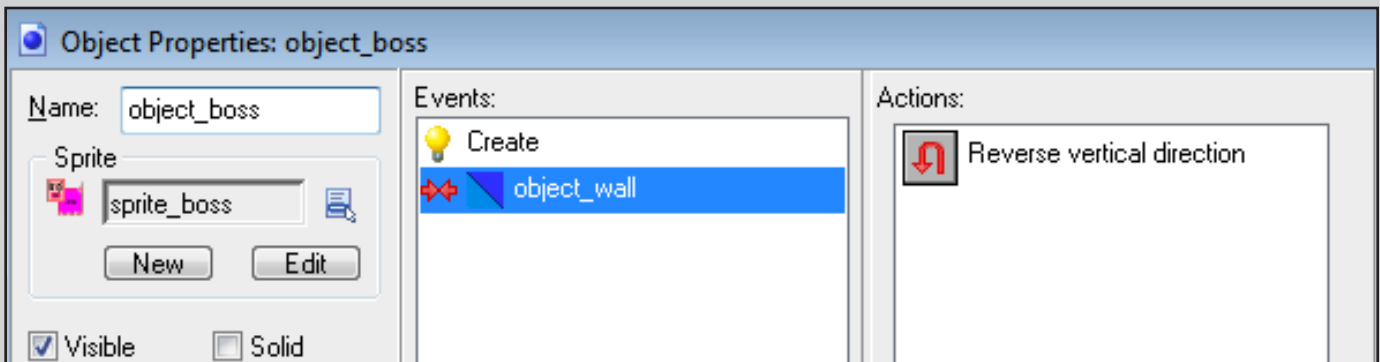 Object Properties: object_boss
Name: object_boss
Sprite
sprite_boss
New Edit
Visible Solid
Events:
Create
object_wall
Actions:
Reverse vertical direction